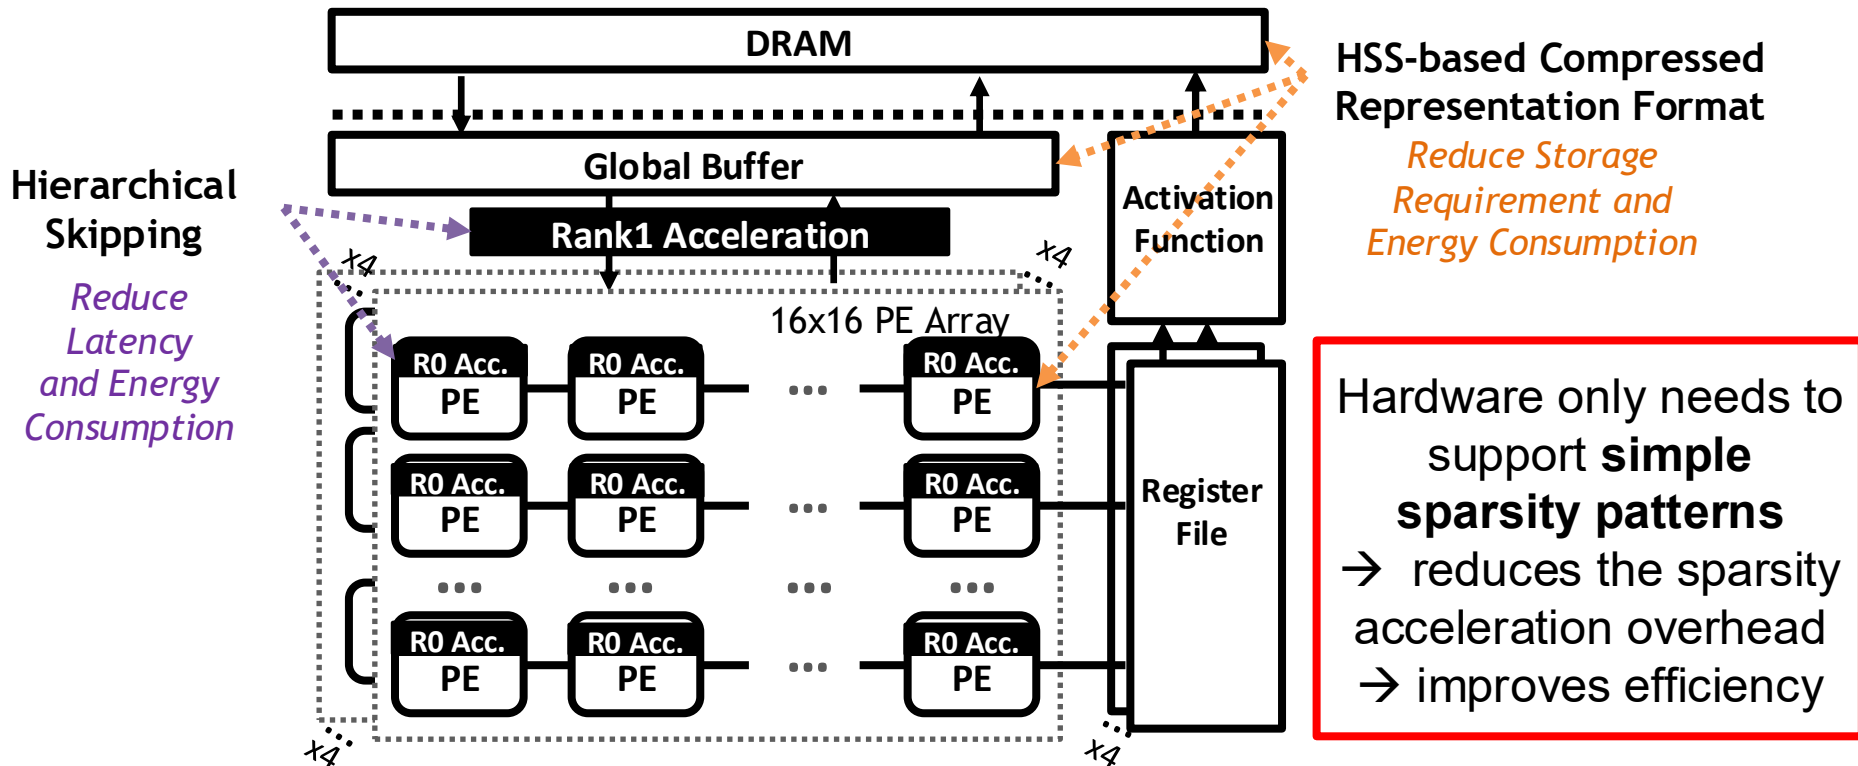 DRAM
HSS-based Compressed
Representation Format
Reduce Storage
Requirement and
Energy Consumption
Global Buffer
Activation
Function
Hierarchical
Skipping
Reduce
Latency
and Energy
Consumption
Rank1 Acceleration
x4
x4
16x16 PE Array
R0 Acc. R0 Acc. ... R0 Acc.
PE PE PE
R0 Acc. R0 Acc. ... R0 Acc.
PE PE PE
... ... ... ...
R0 Acc. R0 Acc. ... R0 Acc.
PE PE PE
x4
x4
Register
File
Hardware only needs to
support simple
sparsity patterns
→ reduces the sparsity
acceleration overhead
→ improves efficiency